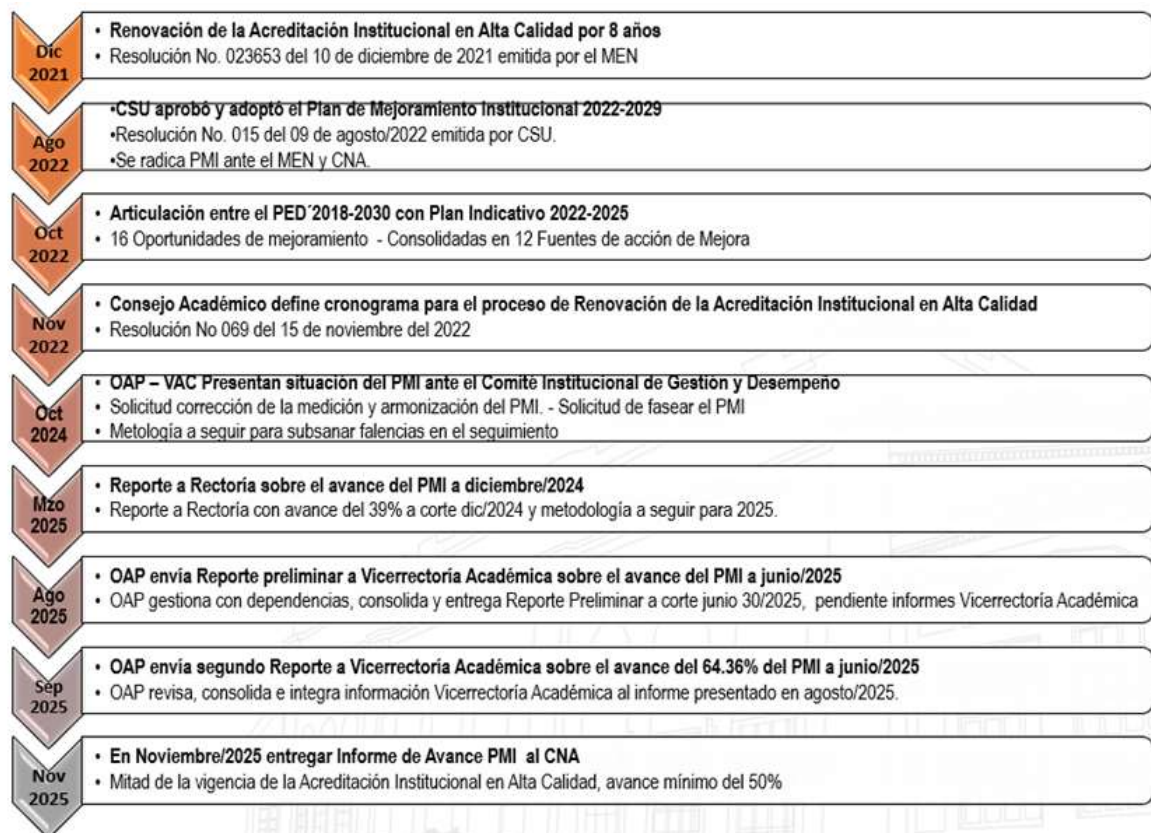 Dic
2021
• Renovación de la Acreditación Institucional en Alta Calidad por 8 años
• Resolución No. 023653 del 10 de diciembre de 2021 emitida por el MEN
Ago
2022
•CSU aprobó y adoptó el Plan de Mejoramiento Institucional 2022-2029
•Resolución No. 015 del 09 de agosto/2022 emitida por CSU.
•Se radica PMI ante el MEN y CNA.
Oct
2022
• Articulación entre el PED´2018-2030 con Plan Indicativo 2022-2025
• 16 Oportunidades de mejoramiento - Consolidadas en 12 Fuentes de acción de Mejora
Nov
2022
• Consejo Académico define cronograma para el proceso de Renovación de la Acreditación Institucional en Alta Calidad
• Resolución No 069 del 15 de noviembre del 2022
Oct
2024
• OAP – VAC Presentan situación del PMI ante el Comité Institucional de Gestión y Desempeño
• Solicitud corrección de la medición y armonización del PMI. - Solicitud de fasear el PMI
• Metología a seguir para subsanar falencias en el seguimiento
Mzo
2025
• Reporte a Rectoría sobre el avance del PMI a diciembre/2024
• Reporte a Rectoría con avance del 39% a corte dic/2024 y metodología a seguir para 2025.
Ago
2025
• OAP envía Reporte preliminar a Vicerrectoría Académica sobre el avance del PMI a junio/2025
• OAP gestiona con dependencias, consolida y entrega Reporte Preliminar a corte junio 30/2025, pendiente informes Vicerrectoría Académica
Sep
2025
• OAP envía segundo Reporte a Vicerrectoría Académica sobre el avance del 64.36% del PMI a junio/2025
• OAP revisa, consolida e integra información Vicerrectoría Académica al informe presentado en agosto/2025.
Nov
2025
• En Noviembre/2025 entregar Informe de Avance PMI al CNA
• Mitad de la vigencia de la Acreditación Institucional en Alta Calidad, avance mínimo del 50%